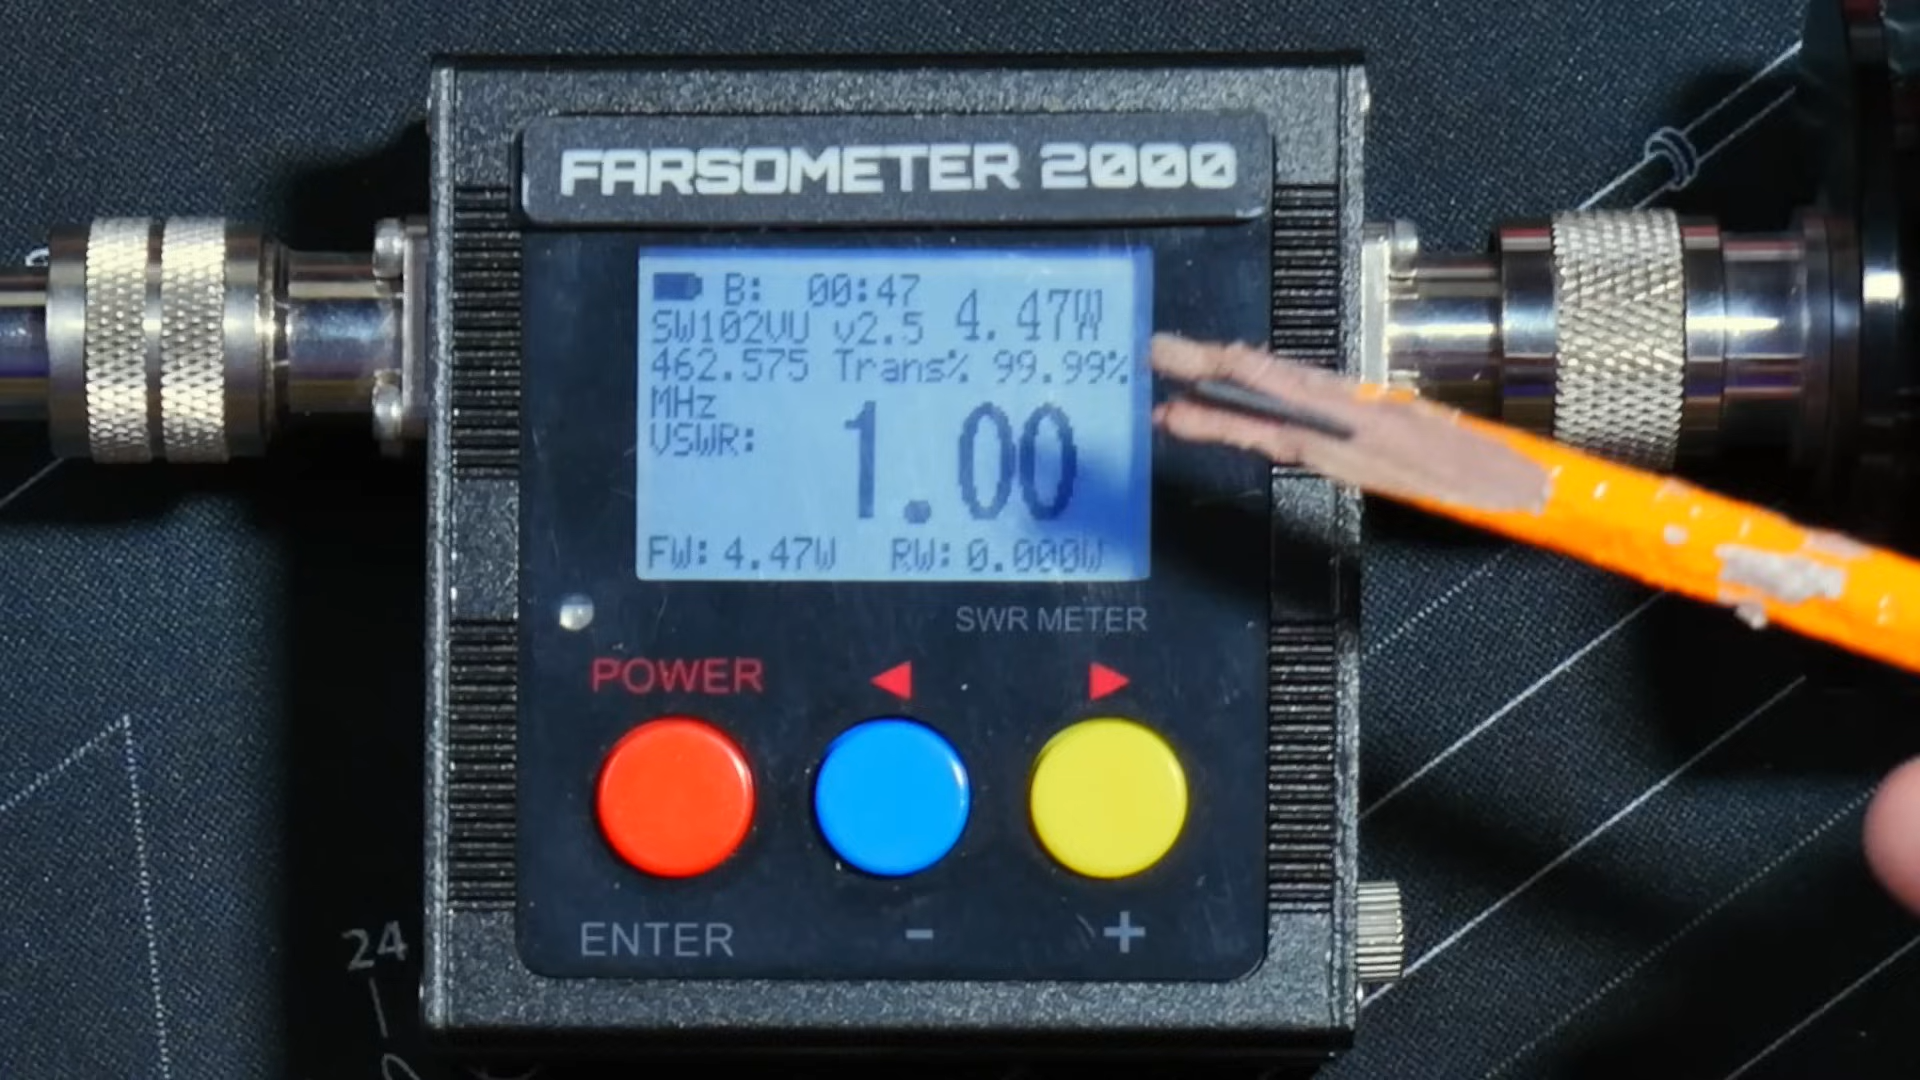 FARSOMETER 2000
B: 00:47
4.47W
SW102VU v2.5
462.575 Trans% 99.99%
MHz
VSWR: 1.00
FW: 4.47W RW: 0.000W
SWR METER
POWER ◀ ▶
ENTER - +
24